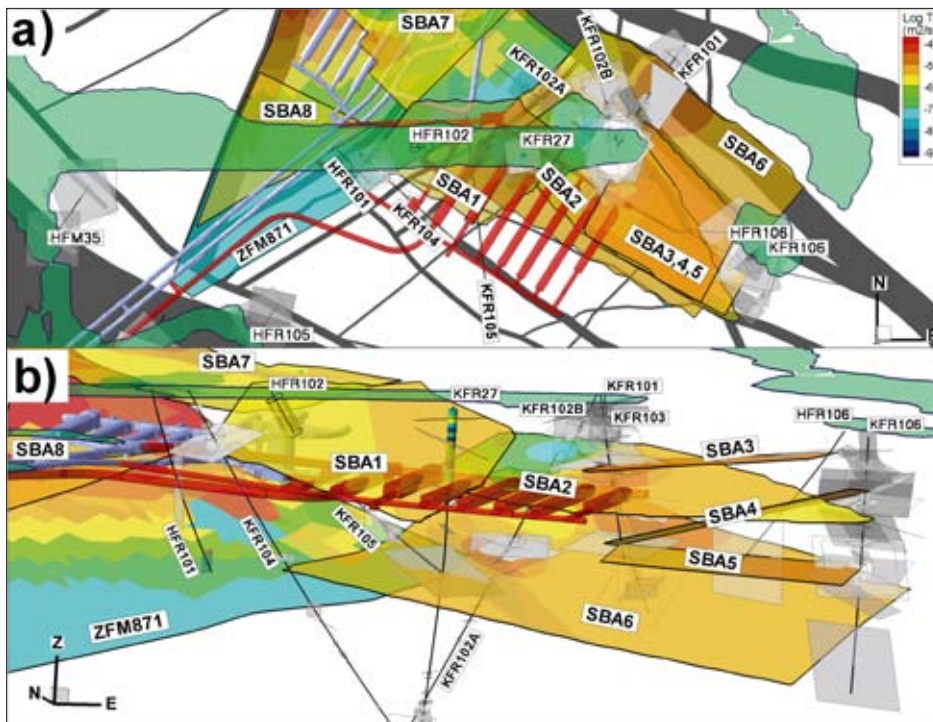 a)
SBA7
Log T
[m2/s]
-4
-5
-6
-7
-8
-9
KFR102A
KFR102B
KFR101
SBA8
HFR102
KFR27
SBA6
HFR101
SBA1
SBA2
KFR104
HFM35
ZFM871
SBA3,4,5
HFR106
KFR106
HFR105
KFR105
N
b)
SBA7
HFR102
KFR27
KFR101
KFR102B
KFR103
HFR106
KFR106
SBA8
SBA1
SBA2
SBA3
SBA4
SBA5
HFR101
KFR104
KFR105
SBA6
ZFM871
KFR102A
Z
N
E